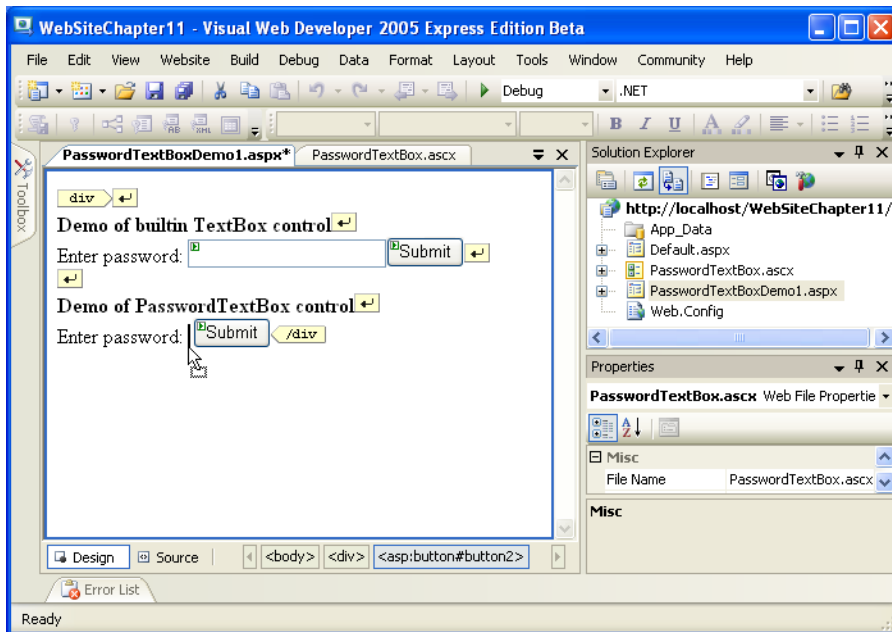 WebSiteChapter11 - Visual Web Developer 2005 Express Edition Beta
File Edit View Website Build Debug Data Format Layout Tools Window Community Help
Debug .NET
B I U A
PasswordTextBoxDemo1.aspx* PasswordTextBox.ascx
Toolbox
div
Demo of builtin TextBox control
Enter password: Submit
Demo of PasswordTextBox control
Enter password: Submit /div
Design Source <body> <div> <asp:button#button2>
Error List
Ready
Solution Explorer
http://localhost/WebSiteChapter11/
App_Data
Default.aspx
PasswordTextBox.ascx
PasswordTextBoxDemo1.aspx
Web.Config
Properties
PasswordTextBox.ascx Web File Propertie
Misc
File Name PasswordTextBox.ascx
Misc